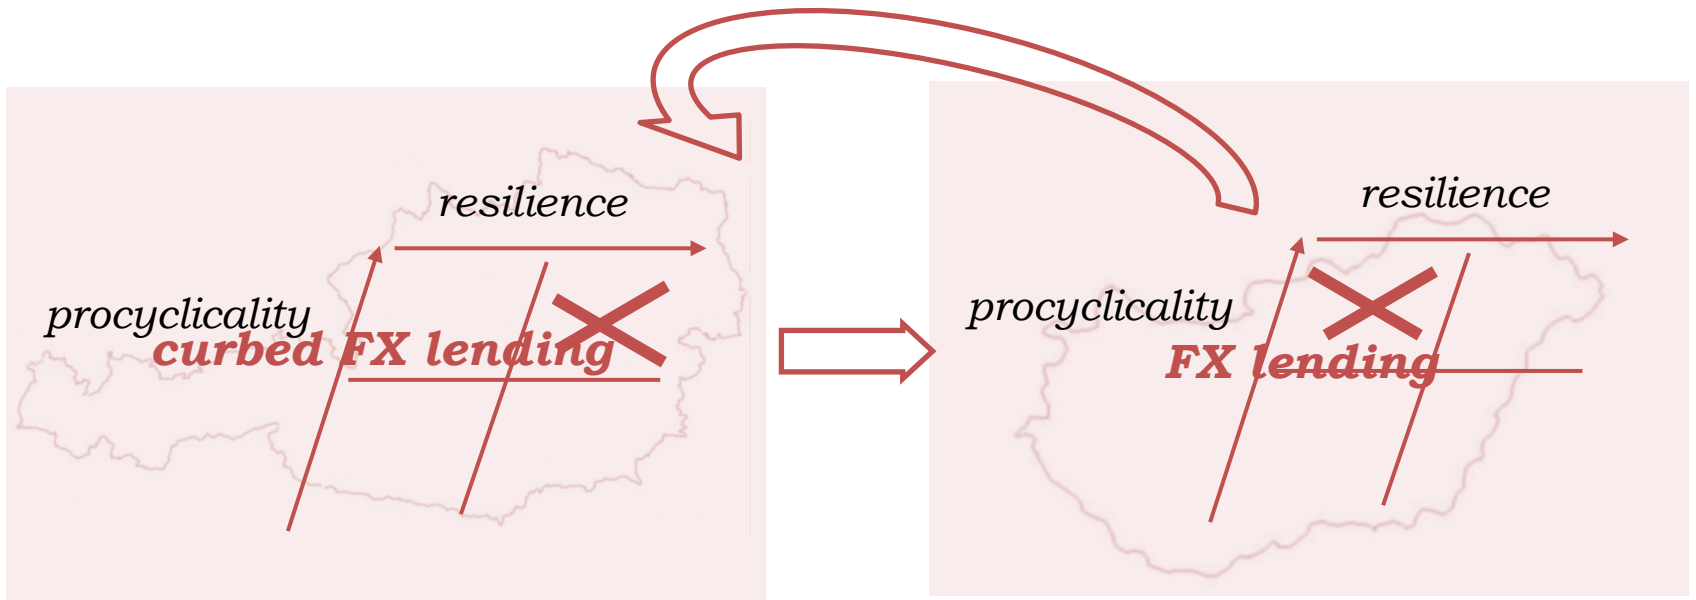 resilience
procyclicality
curbed FX lending
resilience
procyclicality
FX lending